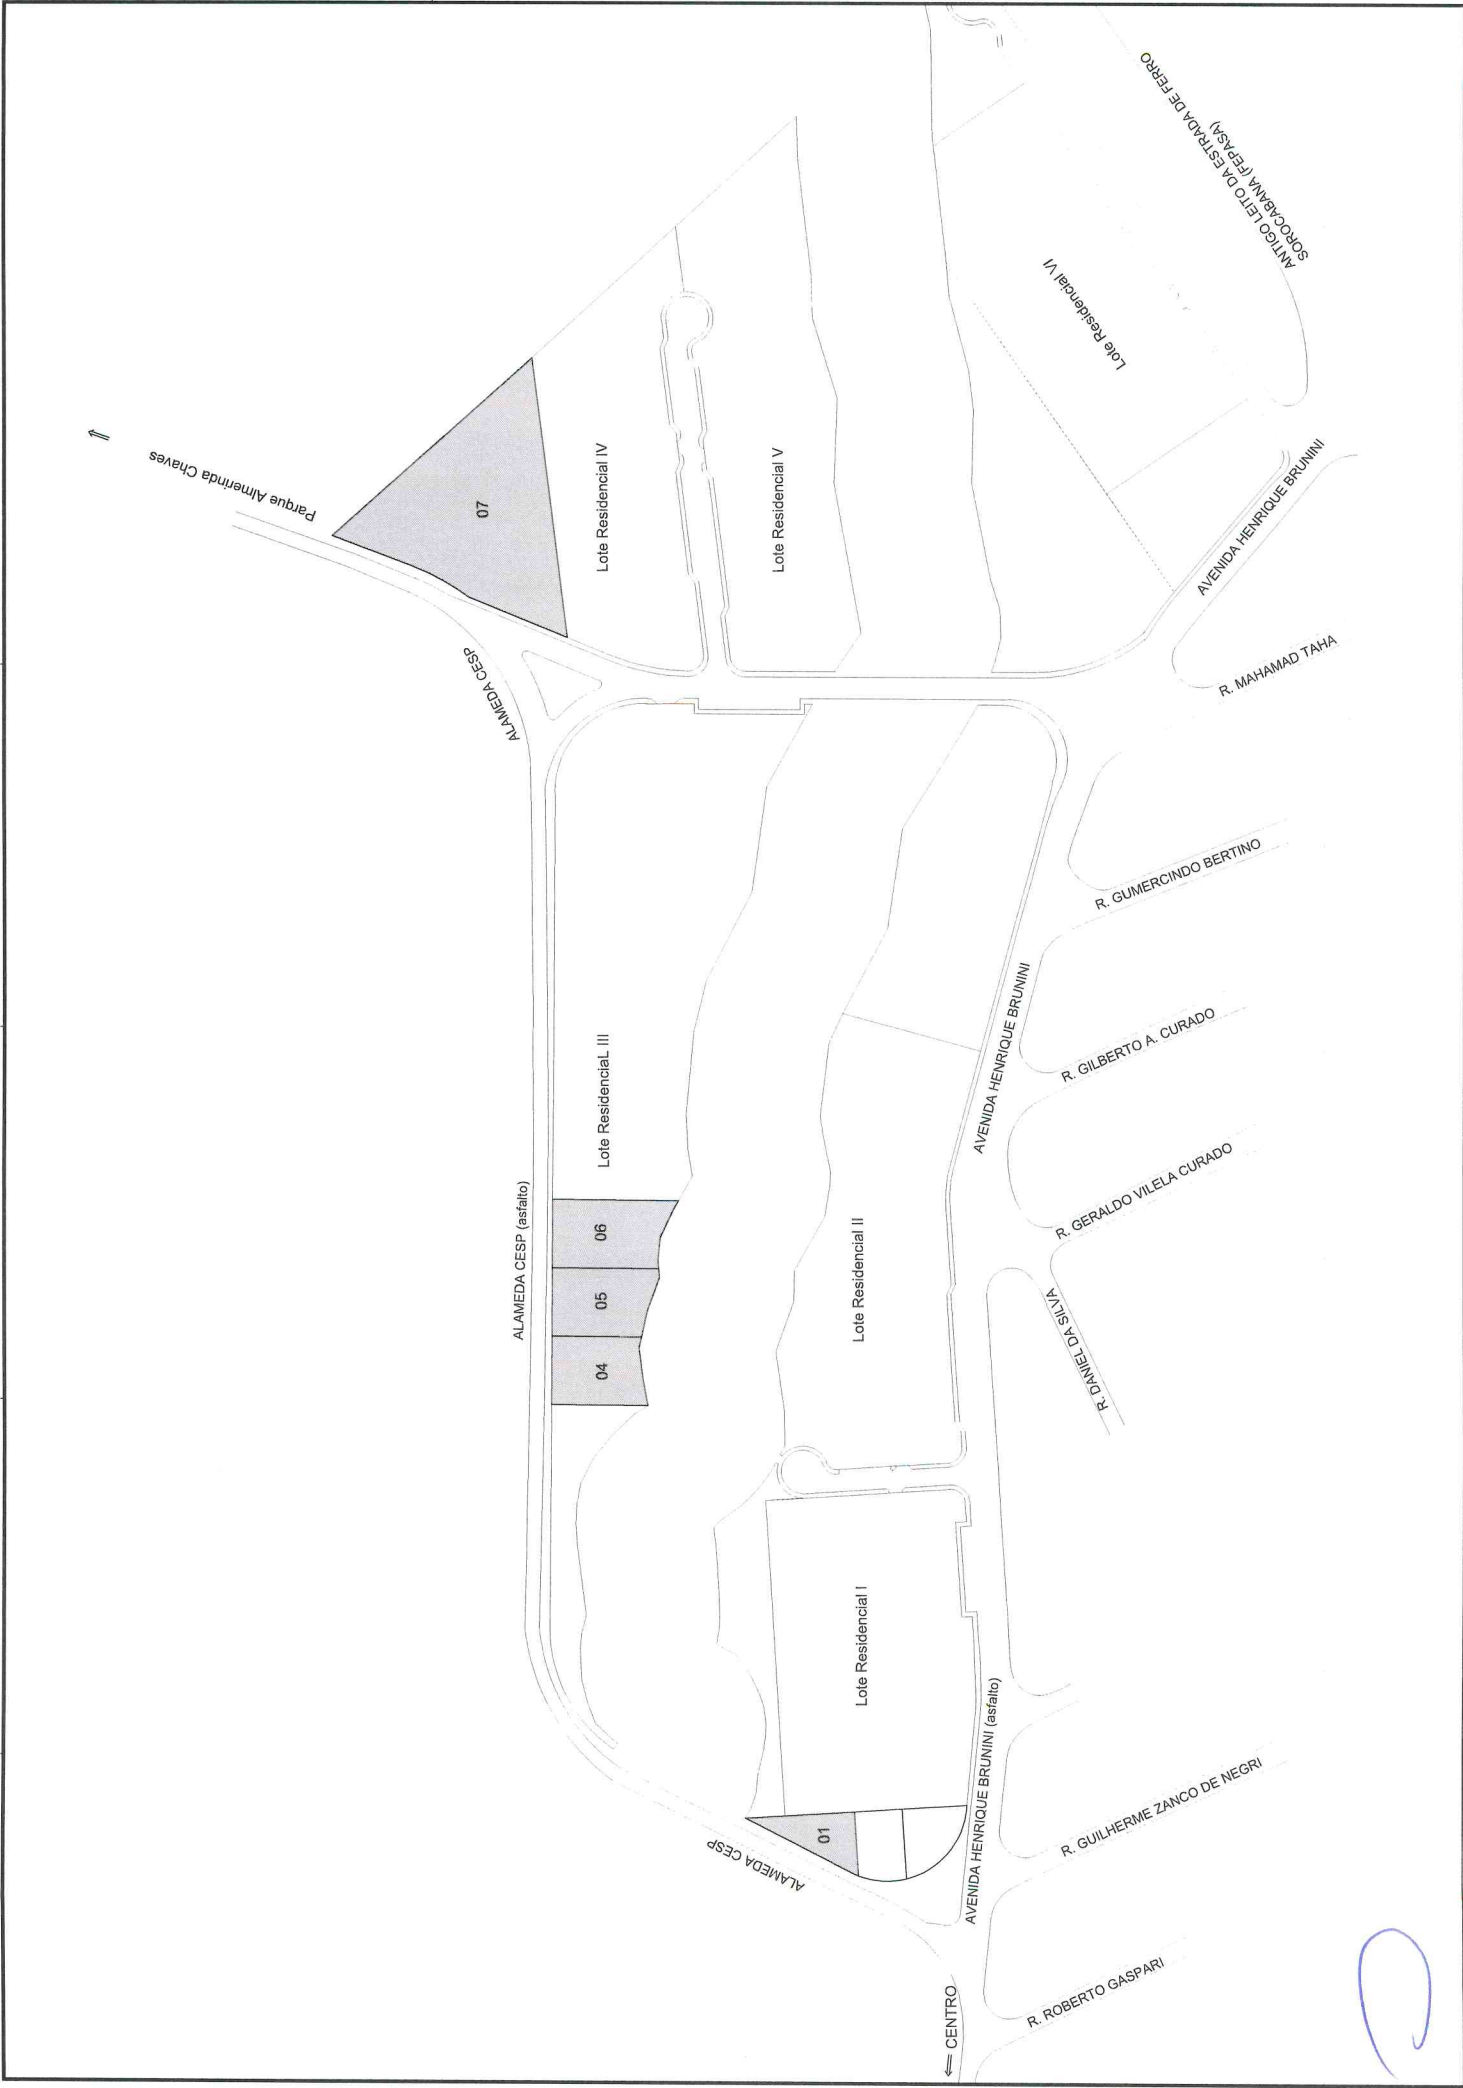 Parque Almerinda Chaves
07
ALAMEDA CESP
Lote Residencial IV
Lote Residencial V
Lote Residencial VI
ANTIGO LEITO DA ESTRADA DE FERRO
SOROCABANA (FEPASA)
AVENIDA HENRIQUE BRUNINI
R. MAHAMAD TAHA
R. GUMERCINDO BERTINO
R. GILBERTO A. CURADO
AVENIDA HENRIQUE BRUNINI
R. GERALDO VILELA CURADO
R. DANIEL DA SILVA
ALAMEDA CESP (asfalto)
Lote ResidenciaL III
06
05
04
Lote Residencial II
Lote Residencial I
01
ALAMEDA CESP
AVENIDA HENRIQUE BRUNINI (asfalto)
R. GUILHERME ZANCO DE NEGRI
R. ROBERTO GASPARI
⇐ CENTRO